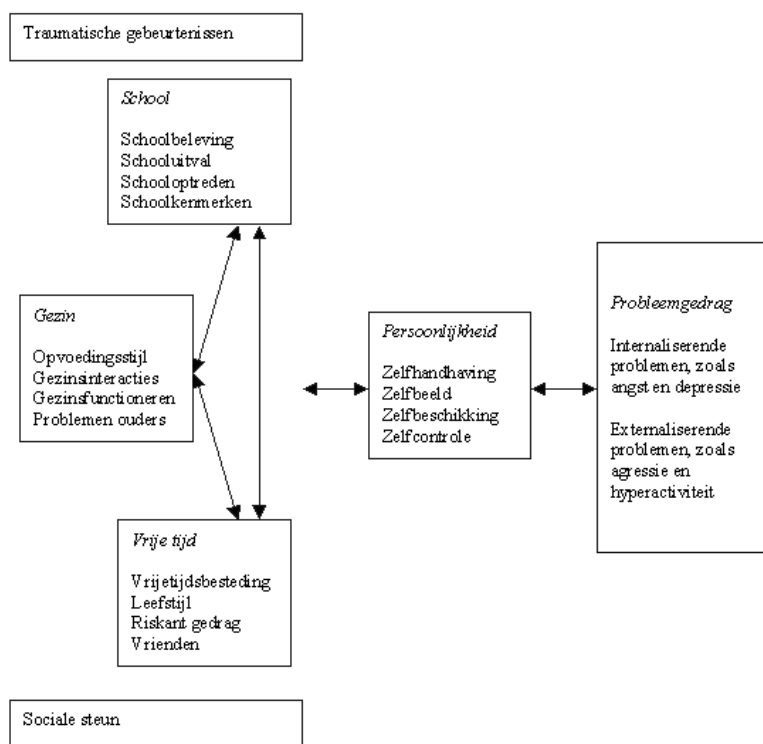 Traumatische gebeurtenissen
School
Schoolbeleving
Schooluitval
Schooloptreden
Schoolkenmerken
Gezin
Opvoedingsstijl
Gezinsinteracties
Gezinsfunctioneren
Problemen ouders
Persoonlijkheid
Zelfhandhaving
Zelfbeeld
Zelfbeschikking
Zelfcontrole
Probleemgedrag
Internaliserende
problemen, zoals
angst en depressie
Externaliserende
problemen, zoals
agressie en
hyperactiviteit
Vrije tijd
Vrijetijdsbesteding
Leefstijl
Riskant gedrag
Vrienden
Sociale steun